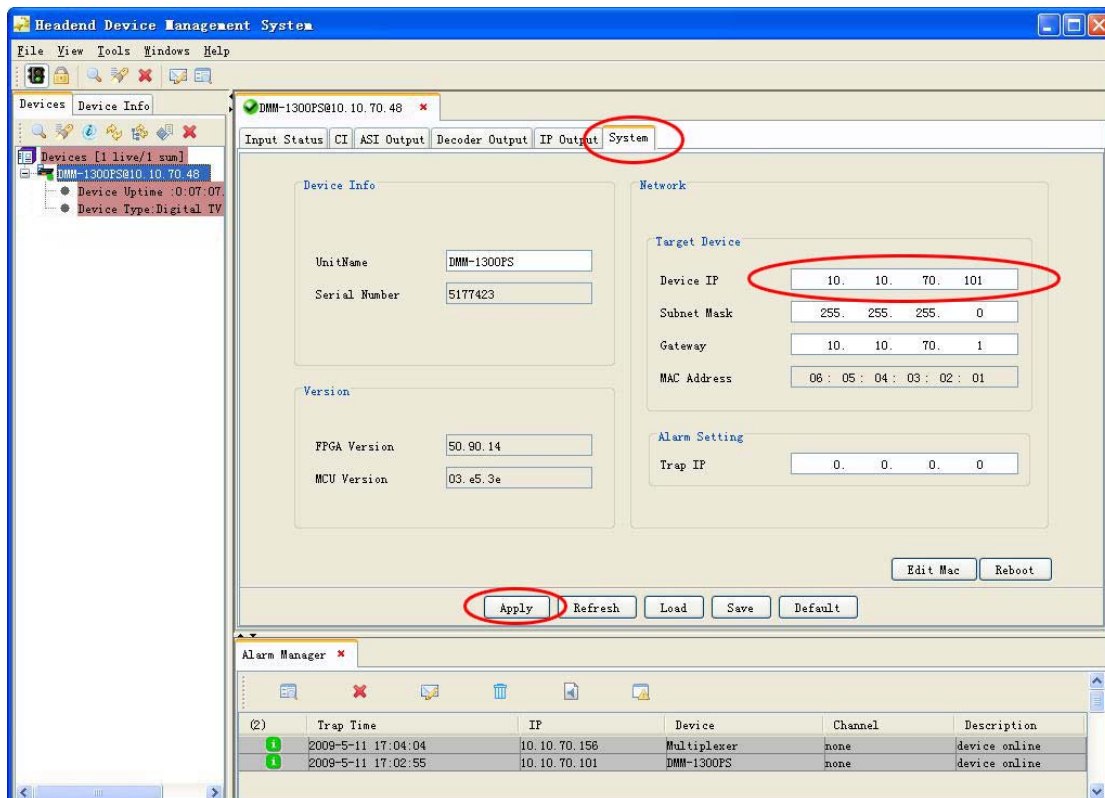 Headend Device Management System
File View Tools Windows Help
Devices Device Info
DMM-1300PS@10.10.70.48
Input Status CI ASI Output Decoder Output IP Output System
Devices [1 live/1 sum]
DMM-1300PS@10.10.70.48
Device Uptime :0:07:07.
Device Type:Digital TV
Device Info
UnitName DMM-1300PS
Serial Number 5177423
Version
FPGA Version 50.90.14
MCU Version 03.e5.3e
Network
Target Device
Device IP 10. 10. 70. 101
Subnet Mask 255. 255. 255. 0
Gateway 10. 10. 70. 1
MAC Address 06: 05: 04: 03: 02: 01
Alarm Setting
Trap IP 0. 0. 0. 0
Edit Mac Reboot
Apply Refresh Load Save Default
Alarm Manager
(2) Trap Time IP Device Channel Description
2009-5-11 17:04:04 10.10.70.156 Multiplexer none device online
2009-5-11 17:02:55 10.10.70.101 DMM-1300PS none device online